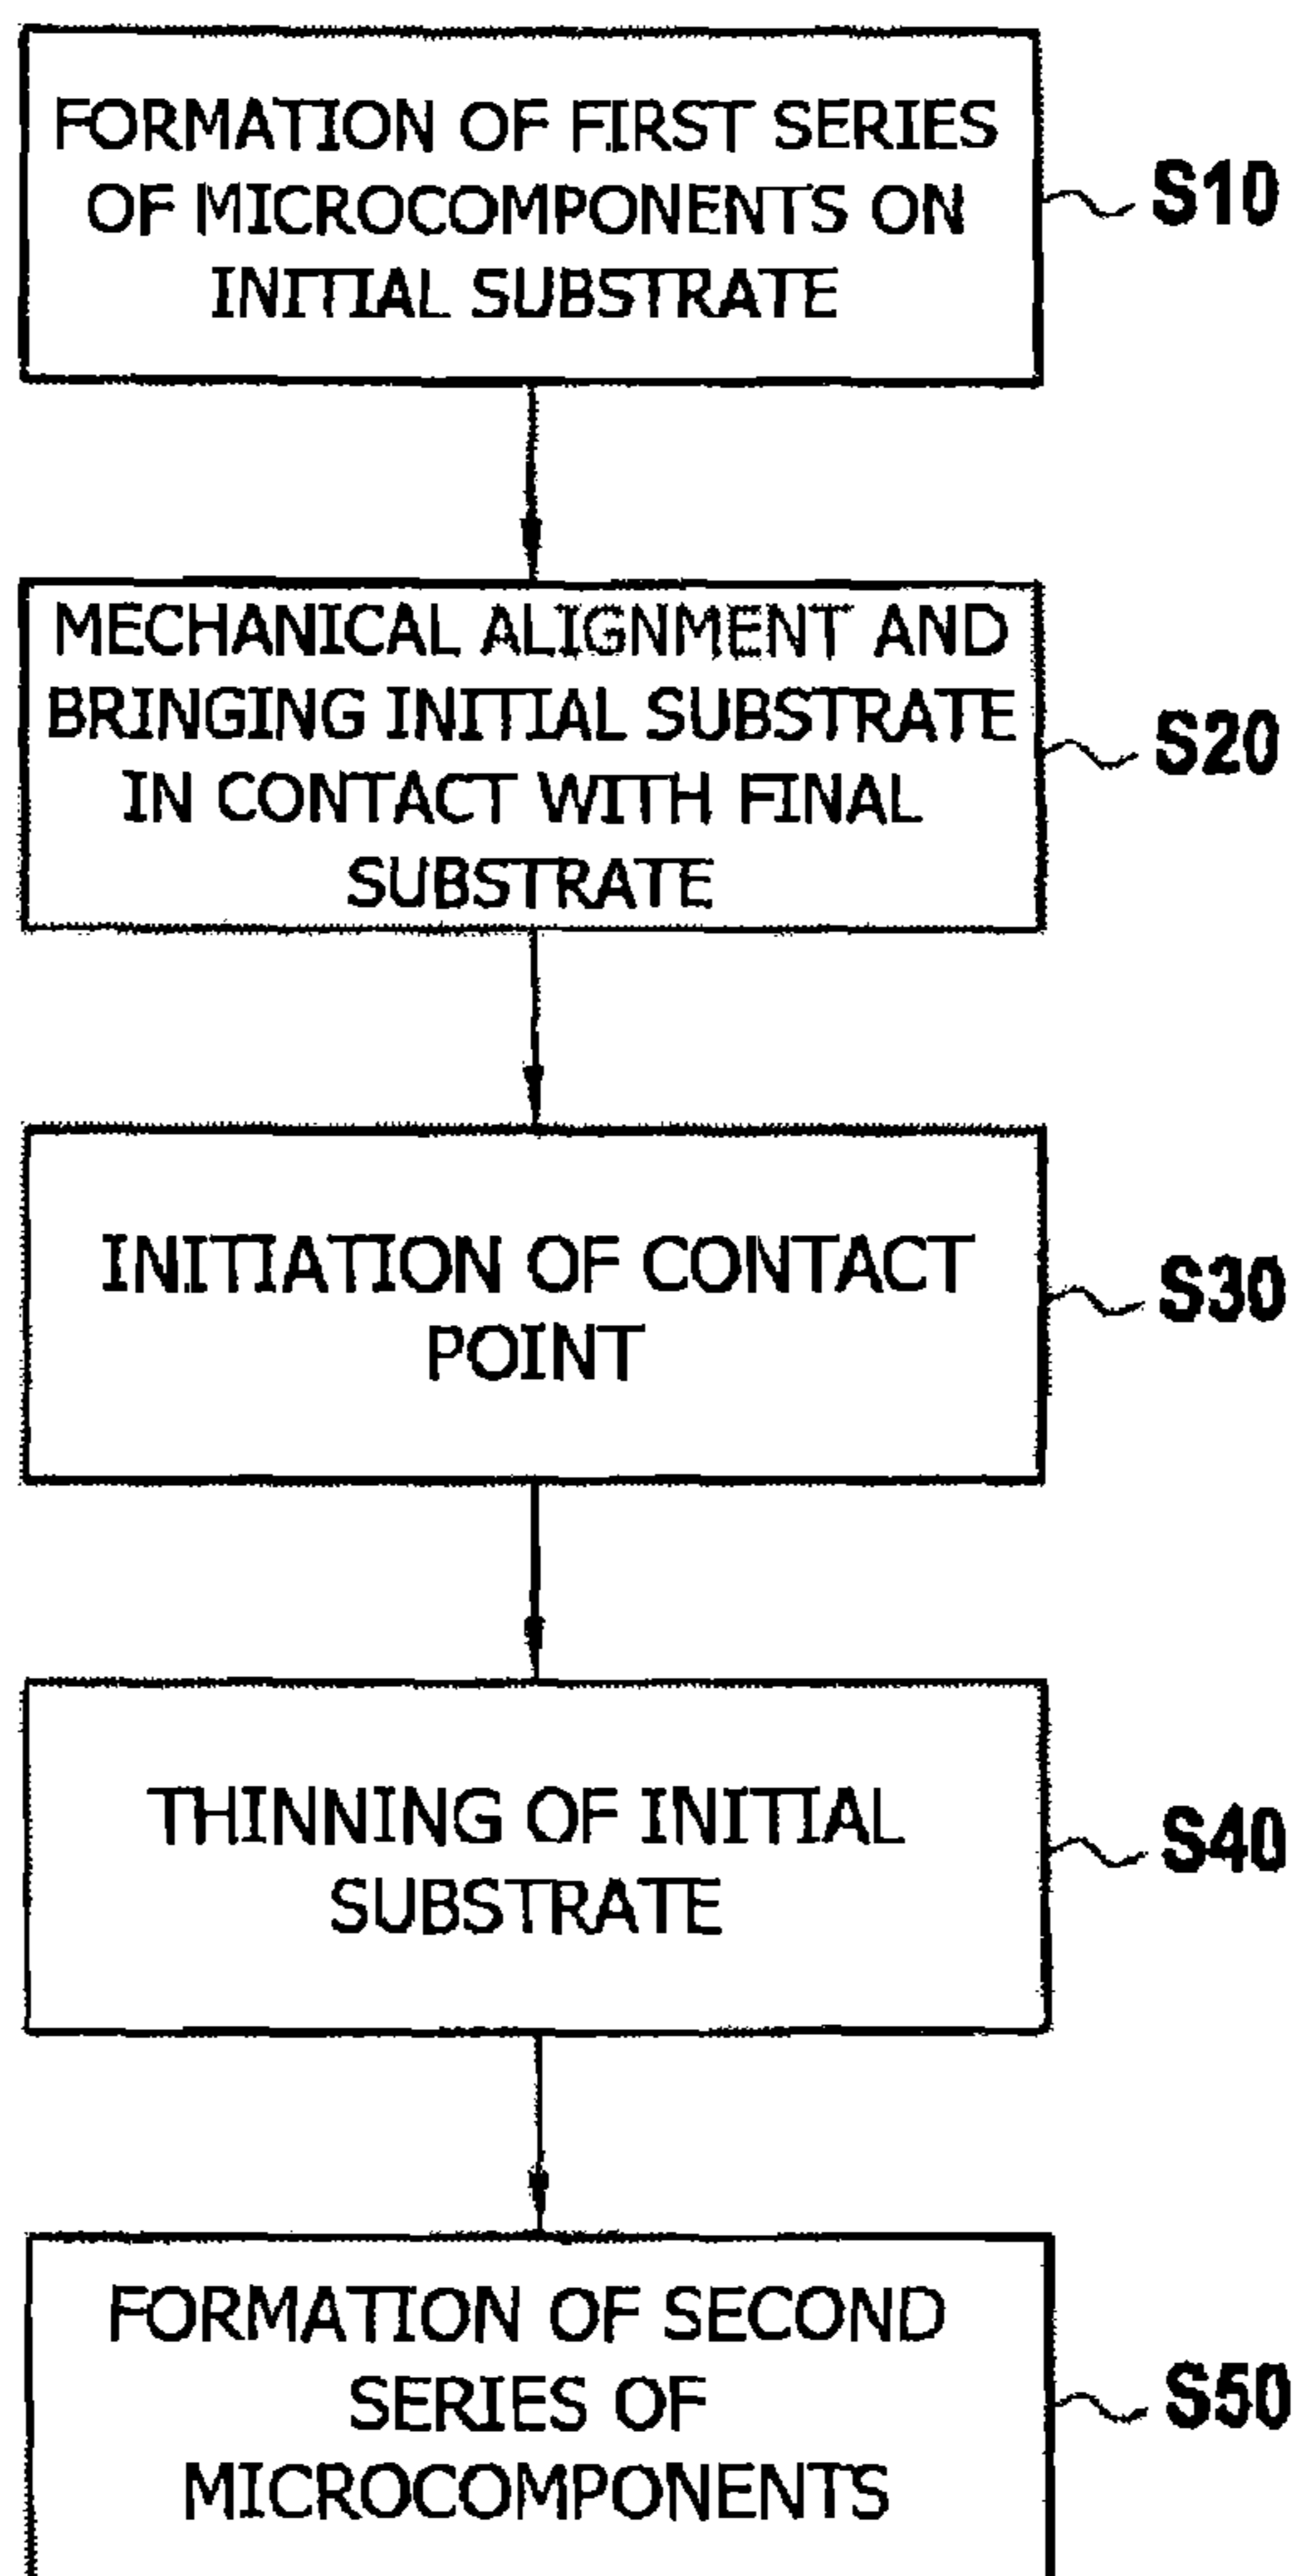 FORMATION OF FIRST SERIES
OF MICROCOMPONENTS ON
INITIAL SUBSTRATE
S10
MECHANICAL ALIGNMENT AND
BRINGING INITIAL SUBSTRATE
IN CONTACT WITH FINAL
SUBSTRATE
S20
INITIATION OF CONTACT
POINT
S30
THINNING OF INITIAL
SUBSTRATE
S40
FORMATION OF SECOND
SERIES OF
MICROCOMPONENTS
S50